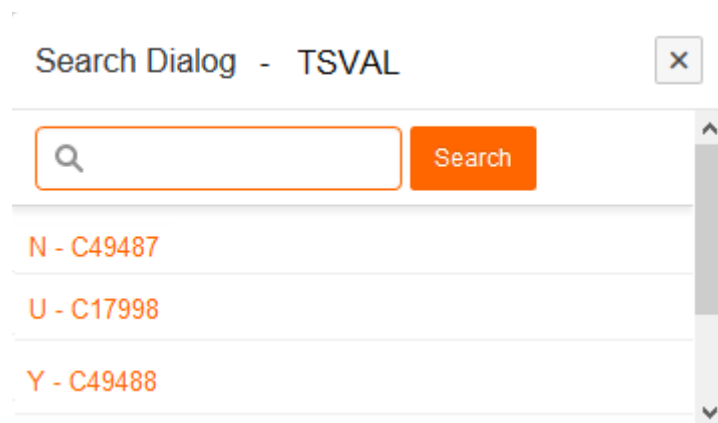 Search Dialog - TSVAL
Search
N - C49487
U - C17998
Y - C49488